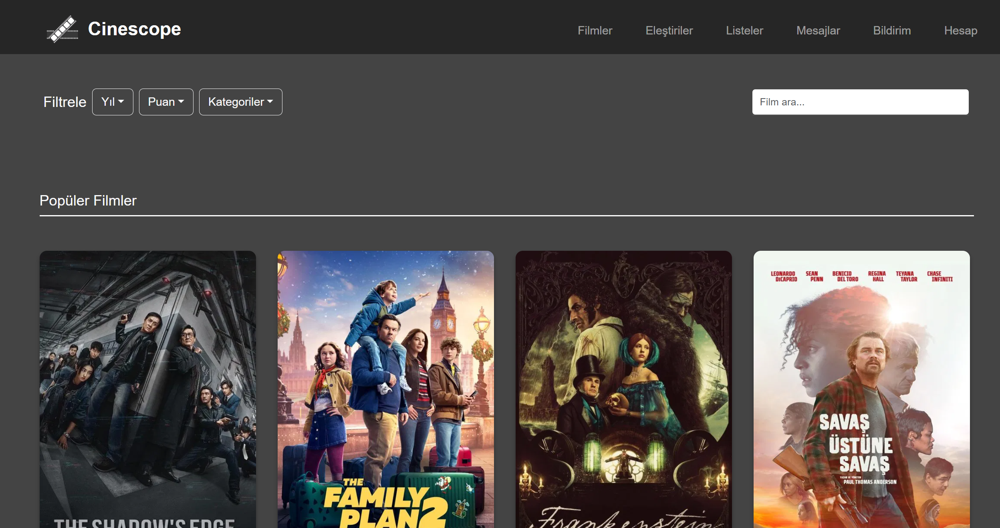 Cinescope
Filmler Eleştiriler Listeler Mesajlar Bildirim Hesap
Filtrele Yıl Puan Kategoriler
Film ara...
Popüler Filmler
THE SHADOW'S EDGE
THE
FAMILY
PLAN 2
Frankenstein
LEONARDO DiCAPRIO SEAN PENN BENICIO DEL TORO REGINA HALL TEYANA TAYLOR CHASE INFINITI
SAVAŞ
ÜSTÜNE
SAVAŞ
YAZAN VE YÖNETEN
PAUL THOMAS ANDERSON